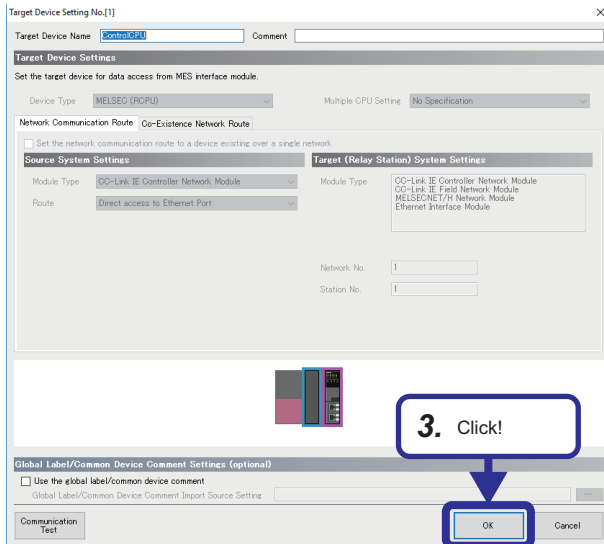 Target Device Setting No.[1]
Target Device Name ControlCPU Comment
Target Device Settings
Set the target device for data access from MES interface module.
Device Type MELSEC (RCPU) Multiple CPU Setting No Specification
Network Communication Route Co-Existence Network Route
Set the network communication route to a device existing over a single network
Source System Settings Target (Relay Station) System Settings
Module Type CC-Link IE Controller Network Module Module Type CC-Link IE Controller Network Module
CC-Link IE Field Network Module
MELSECNET/H Network Module
Ethernet Interface Module
Route Direct access to Ethernet Port
Network No. 1
Station No. 1
3. Click!
Global Label/Common Device Comment Settings (optional)
Use the global label/common device comment
Global Label/Common Device Comment Import Source Setting ...
Communication
Test
OK Cancel